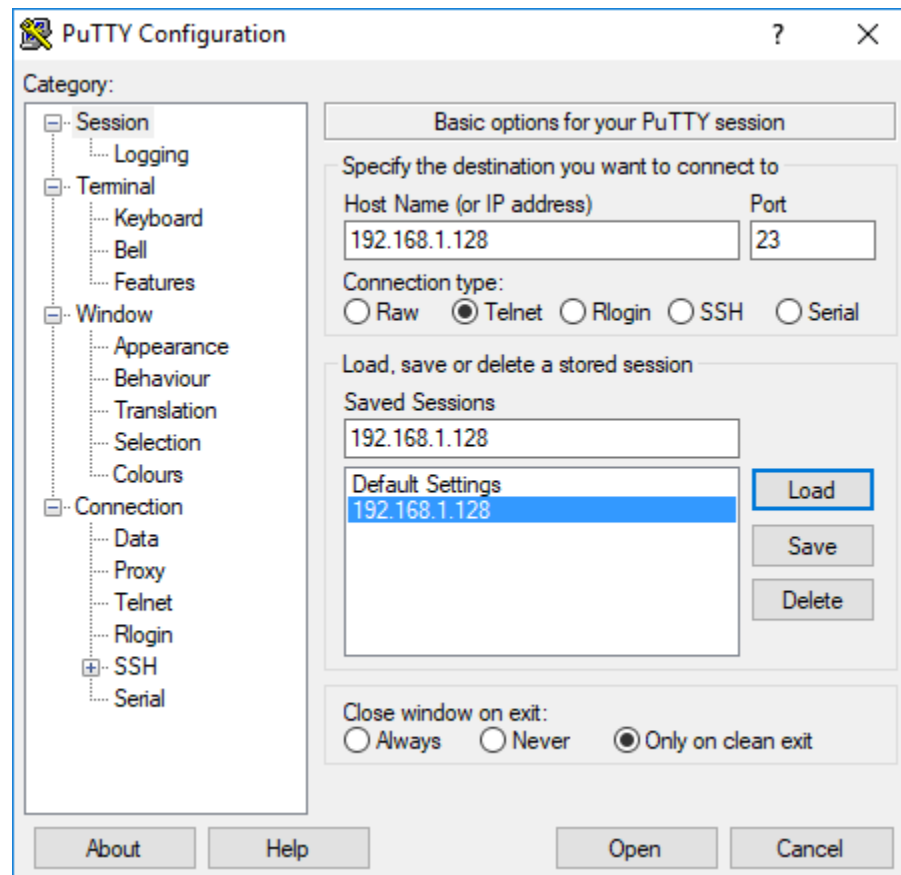 PuTTY Configuration
?
Category:
Session
Logging
Terminal
Keyboard
Bell
Features
Window
Appearance
Behaviour
Translation
Selection
Colours
Connection
Data
Proxy
Telnet
Rlogin
SSH
Serial
Basic options for your PuTTY session
Specify the destination you want to connect to
Host Name (or IP address) Port
192.168.1.128 23
Connection type:
Raw Telnet Rlogin SSH Serial
Load, save or delete a stored session
Saved Sessions
192.168.1.128
Default Settings
192.168.1.128
Load
Save
Delete
Close window on exit:
Always Never Only on clean exit
About Help Open Cancel